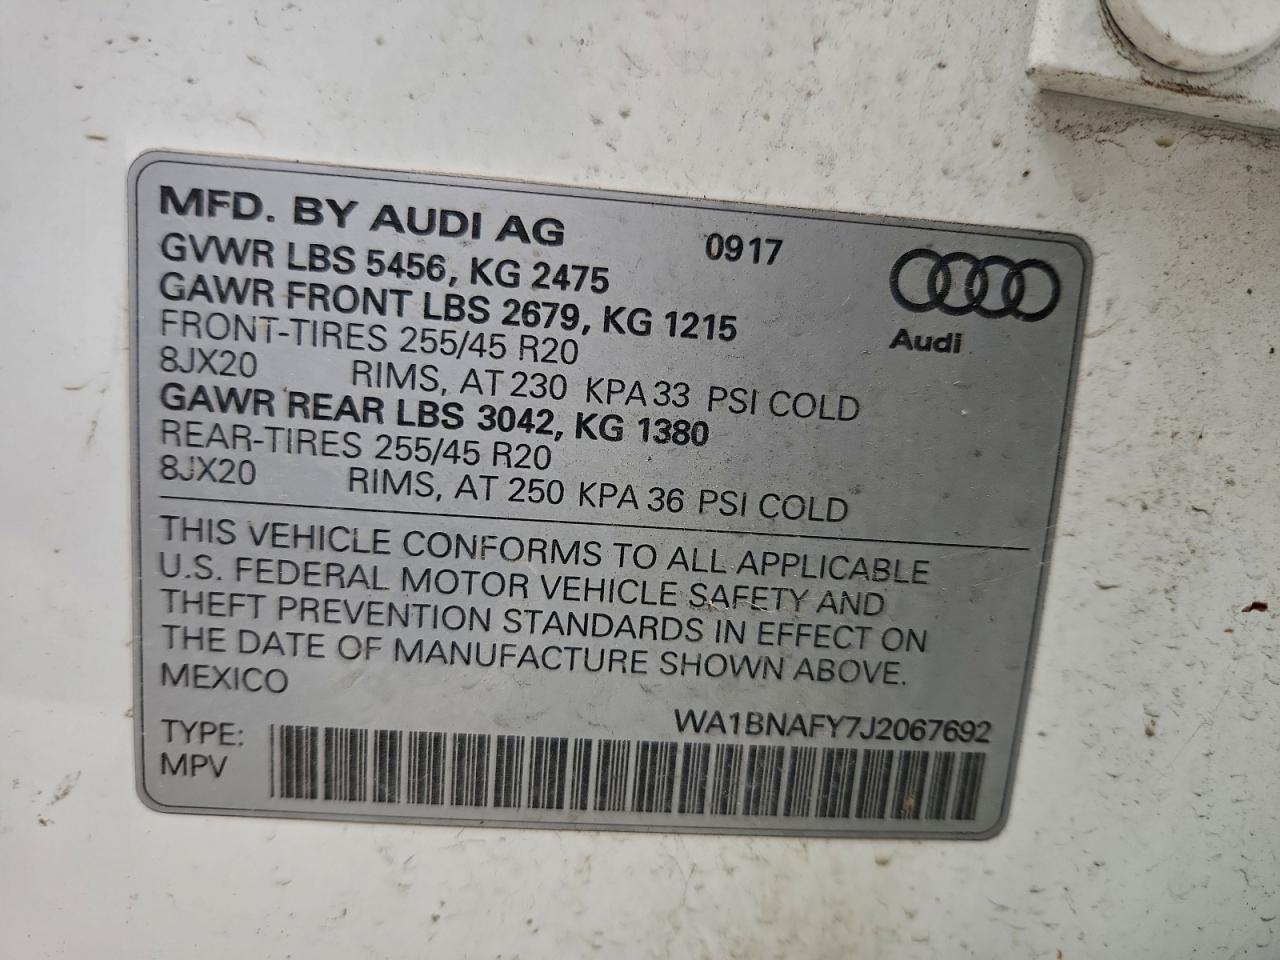 MFD. BY AUDI AG 0917
GVWR LBS 5456, KG 2475
GAWR FRONT LBS 2679, KG 1215
FRONT-TIRES 255/45 R20
8JX20 RIMS, AT 230 KPA 33 PSI COLD
GAWR REAR LBS 3042, KG 1380
REAR-TIRES 255/45 R20
8JX20 RIMS, AT 250 KPA 36 PSI COLD
Audi
THIS VEHICLE CONFORMS TO ALL APPLICABLE
U.S. FEDERAL MOTOR VEHICLE SAFETY AND
THEFT PREVENTION STANDARDS IN EFFECT ON
THE DATE OF MANUFACTURE SHOWN ABOVE.
MEXICO
WA1BNAFY7J2067692
TYPE:
MPV